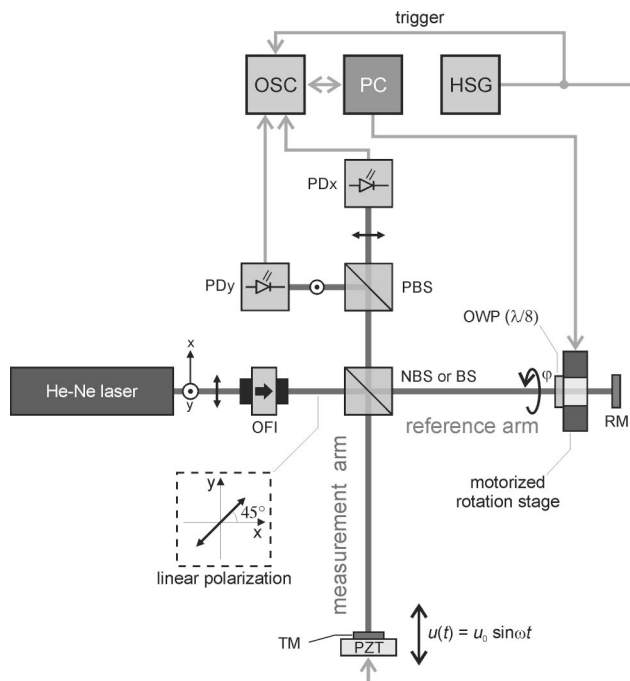 trigger
OSC
PC
HSG
PDx
PDy
PBS
OWP (λ/8)
x
He-Ne laser
y
OFI
NBS or BS
φ
reference arm
RM
motorized
rotation stage
y
45°
x
linear polarization
measurement arm
TM
PZT
u(t) = u₀ sinωt